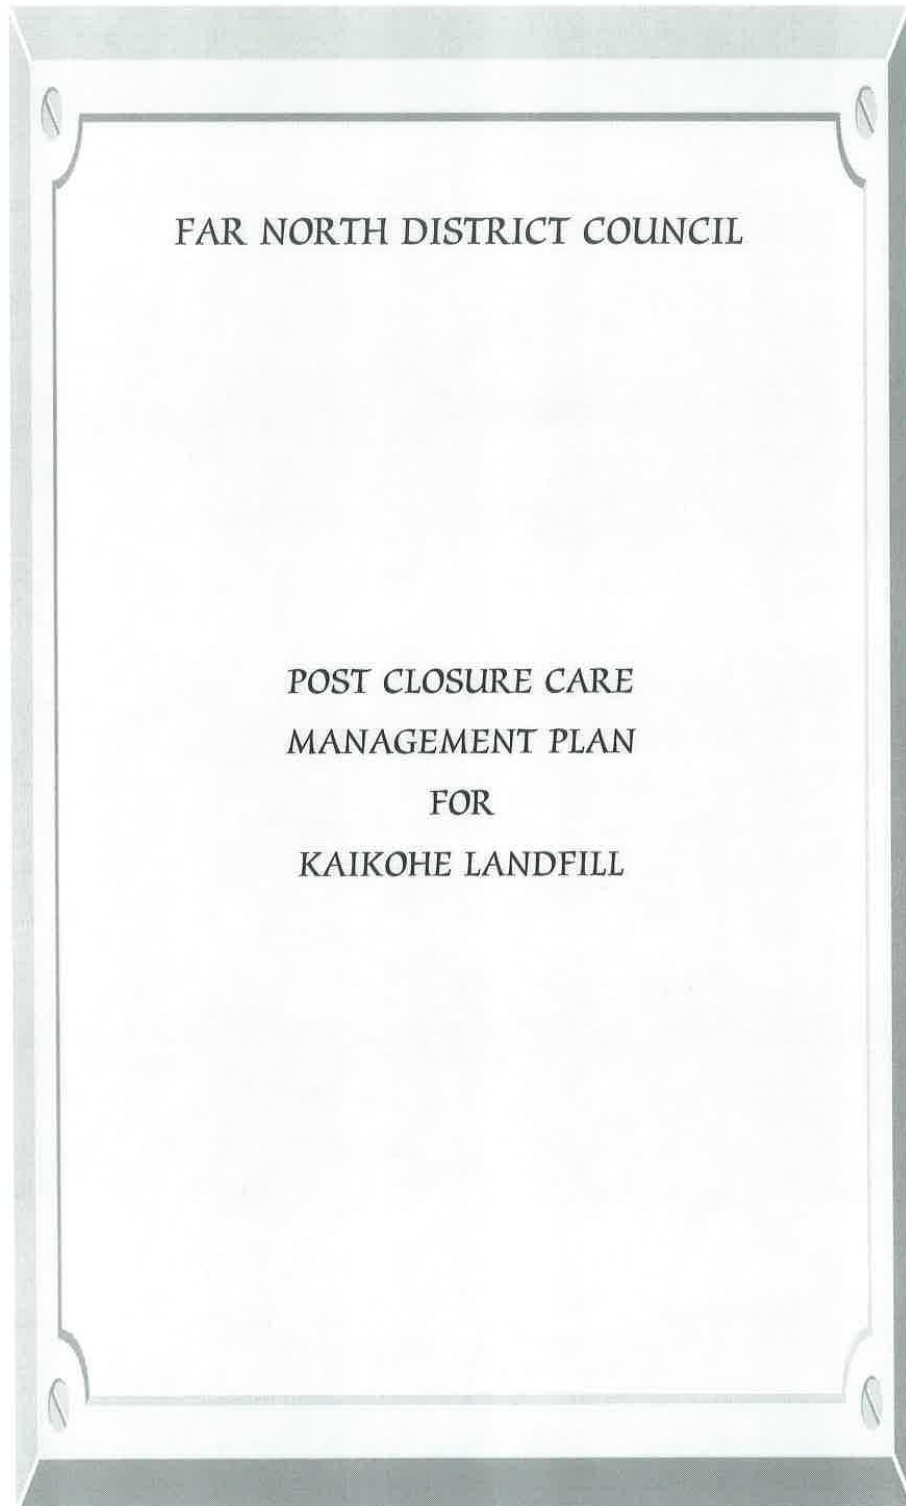 FAR NORTH DISTRICT COUNCIL
POST CLOSURE CARE
MANAGEMENT PLAN
FOR
KAIKOHE LANDFILL